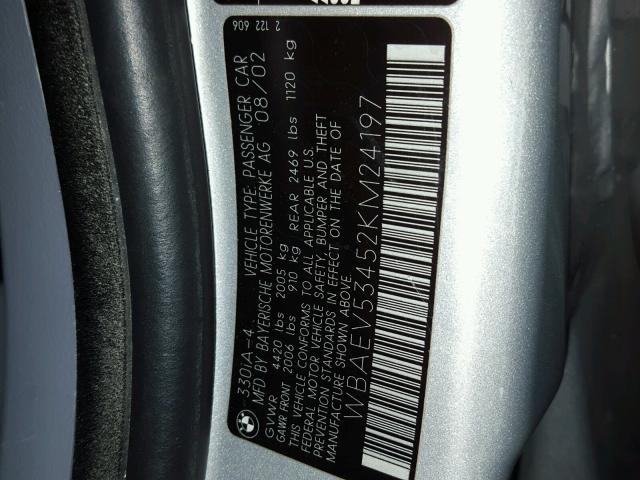 2 122 606
330iA-4 VEHICLE TYPE: PASSENGER CAR
MFD BY BAYERISCHE MOTORENWERKE AG 08/02
GVWR 4420 lbs 2005 kg
GAWR FRONT 2006 lbs 910 kg REAR 2469 lbs 1120 kg
THIS VEHICLE CONFORMS TO ALL APPLICABLE U.S.
FEDERAL MOTOR VEHICLE SAFETY, BUMPER AND THEFT
PREVENTION STANDARDS IN EFFECT ON THE DATE OF
MANUFACTURE SHOWN ABOVE.
WBAEV53452KM24197